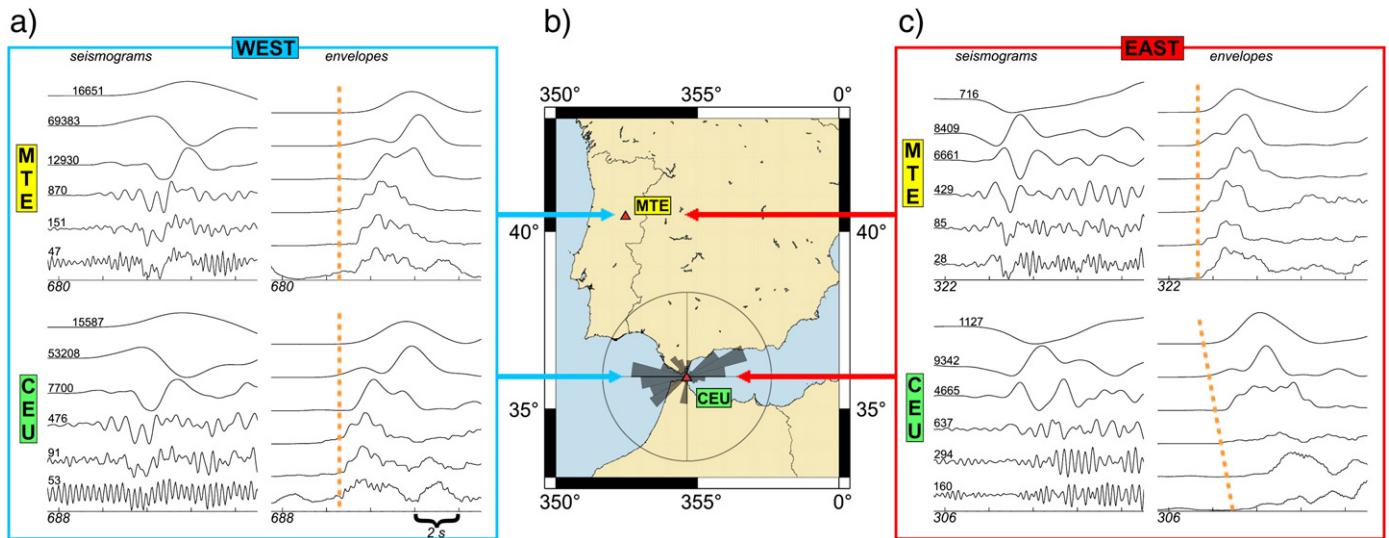 a)
WEST
seismograms
envelopes
MTE
16651
69383
12930
870
151
47
680
680
CEU
15587
53208
7700
476
91
53
688
688
2 s
b)
350°
355°
0°
MTE
40°
40°
CEU
35°
35°
350°
355°
0°
c)
EAST
seismograms
envelopes
MTE
716
8409
6661
429
85
28
322
322
CEU
1127
9342
4665
637
294
160
306
306